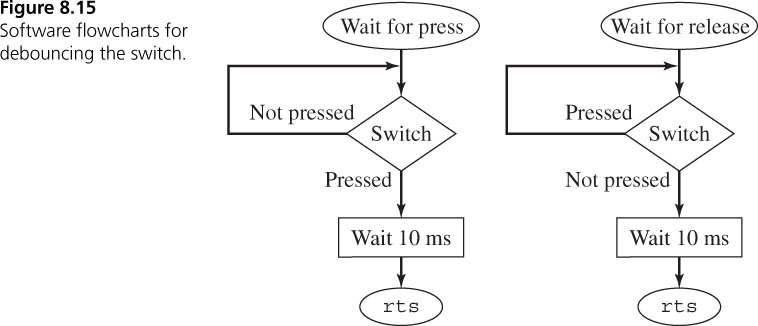 Figure 8.15
Software flowcharts for
debouncing the switch.
Wait for press
Not pressed
Switch
Pressed
Wait 10 ms
rts
Wait for release
Pressed
Switch
Not pressed
Wait 10 ms
rts